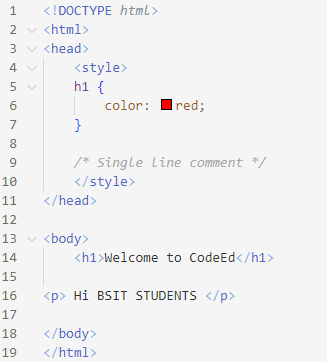 1 <!DOCTYPE html>
2 <html>
3 <head>
4     <style>
5     h1 {
6         color: red;
7     }
8
9     /* Single line comment */
10     </style>
11 </head>
12
13 <body>
14     <h1>Welcome to CodeEd</h1>
15
16 <p> Hi BSIT STUDENTS </p>
17
18 </body>
19 </html>